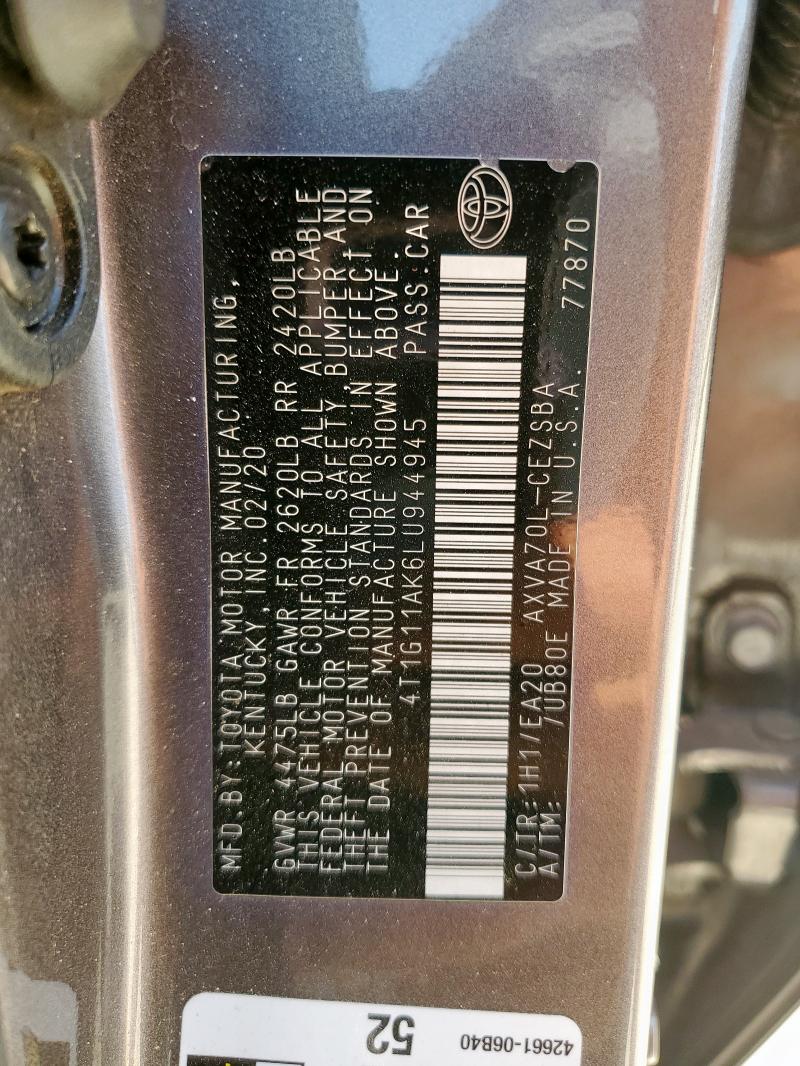 MFD.BY:TOYOTA MOTOR MANUFACTURING,
KENTUCKY, INC.02/20
GVWR 4475LB GAWR FR 2620LB RR 2420LB
THIS VEHICLE CONFORMS TO ALL APPLICABLE
FEDERAL MOTOR VEHICLE SAFETY, BUMPER AND
THEFT PREVENTION STANDARDS IN EFFECT ON
THE DATE OF MANUFACTURE SHOWN ABOVE.
4T1G11AK6LU944945 PASS.CAR
C/TR:1H1/EA20 AXVA70L-CEZSBA 77870
A/TM: /UB80E MADE IN U.S.A.
52
42661-06B40